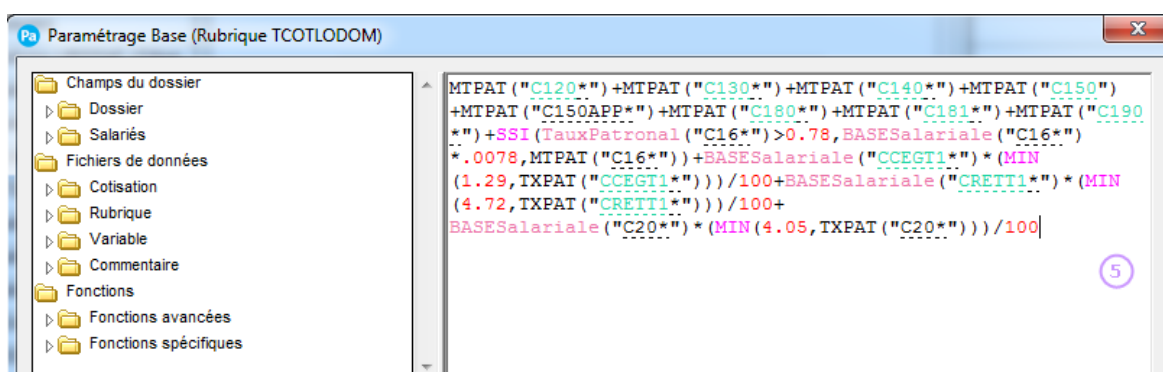 Pa Paramétrage Base (Rubrique TCOTLODOM)
x
Champs du dossier
Dossier
Salariés
Fichiers de données
Cotisation
Rubrique
Variable
Commentaire
Fonctions
Fonctions avancées
Fonctions spécifiques
MTPAT("C120*")+MTPAT("C130*")+MTPAT("C140*")+MTPAT("C150")
+MTPAT("C150APP*")+MTPAT("C180*")+MTPAT("C181*")+MTPAT("C190
*")+SSI(TauxPatronal("C16*")>0.78,BASESalariale("C16*")
*.0078,MTPAT("C16*"))+BASESalariale("CCEGT1*")*(MIN
(1.29,TXPAT("CCEGT1*")))/100+BASESalariale("CRETT1*")*(MIN
(4.72,TXPAT("CRETT1*")))/100+
BASESalariale("C20*")*(MIN(4.05,TXPAT("C20*")))/100
5